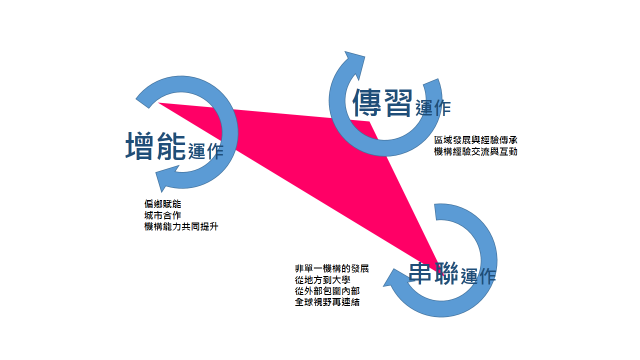 增能運作
偏鄉賦能
城市合作
機構能力共同提升
傳習運作
區域發展與經驗傳承
機構經驗交流與互動
串聯運作
非單一機構的發展
從地方到大學
從外部包圍內部
全球視野再連結